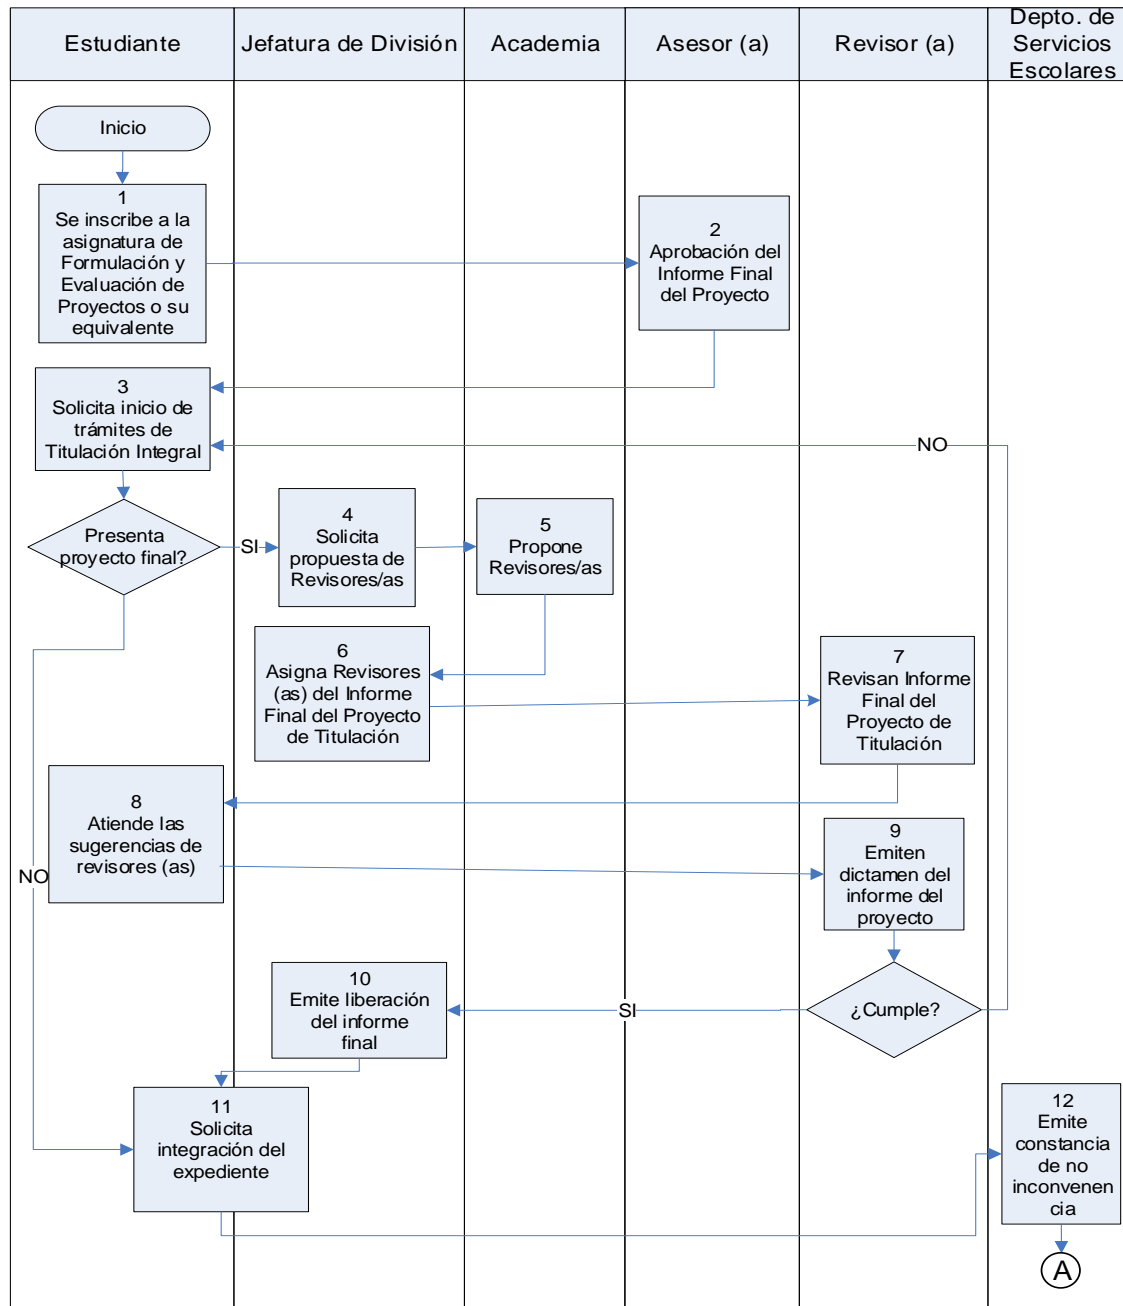 Estudiante
Jefatura de División
Academia
Asesor (a)
Revisor (a)
Depto. de
Servicios
Escolares
Inicio
1
Se inscribe a la
asignatura de
Formulación y
Evaluación de
Proyectos o su
equivalente
2
Aprobación del
Informe Final
del Proyecto
3
Solicita inicio de
trámites de
Titulación Integral
NO
Presenta
proyecto final?
SI
4
Solicita
propuesta de
Revisores/as
5
Propone
Revisores/as
6
Asigna Revisores
(as) del Informe
Final del Proyecto
de Titulación
7
Revisan Informe
Final del
Proyecto de
Titulación
8
Atiende las
sugerencias de
revisores (as)
NO
9
Emiten
dictamen del
informe del
proyecto
10
Emite liberación
del informe
final
SI
¿Cumple?
11
Solicita
integración del
expediente
12
Emite
constancia
de no
inconvenen
cia
A